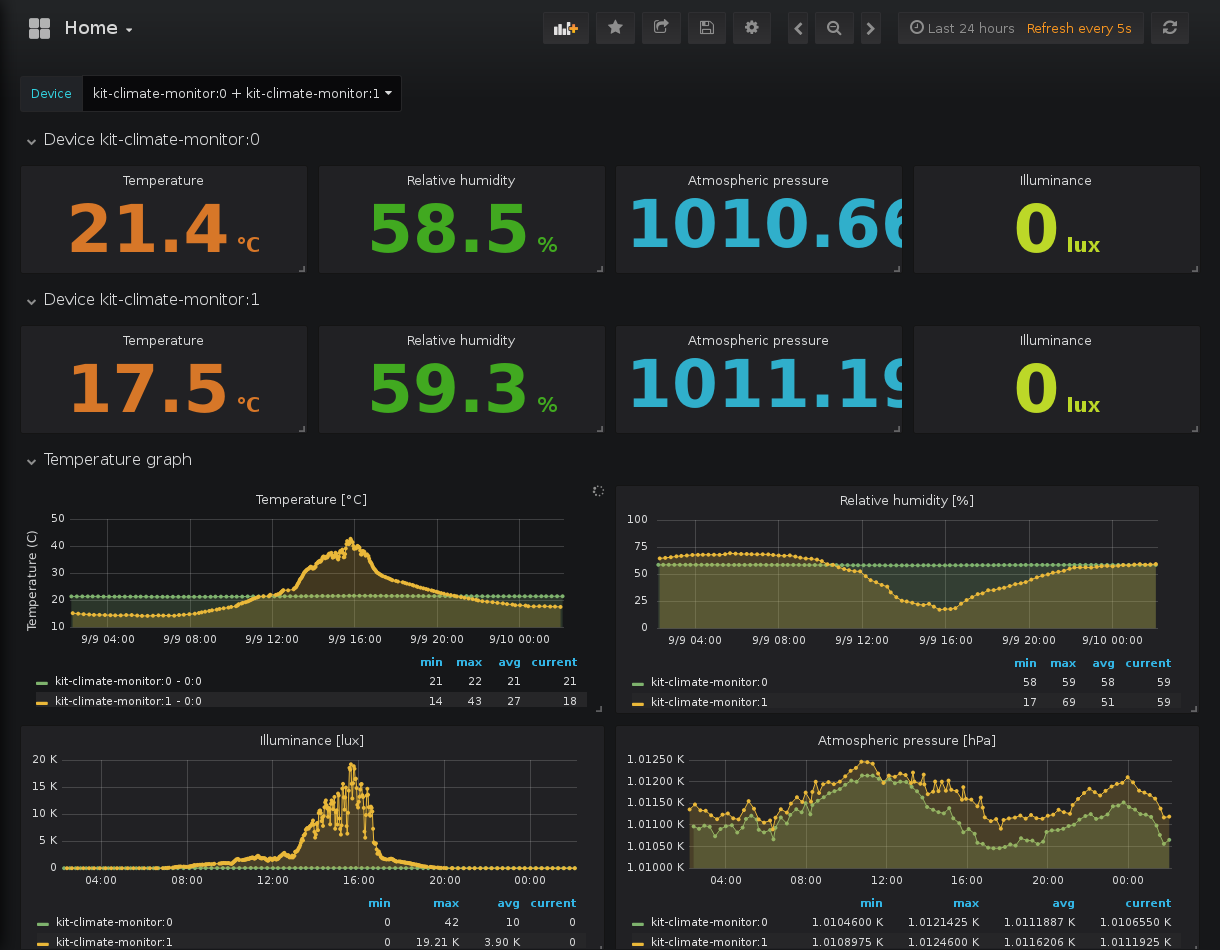 Home
Last 24 hours Refresh every 5s
Device kit-climate-monitor:0 + kit-climate-monitor:1
Device kit-climate-monitor:0
Temperature Relative humidity Atmospheric pressure Illuminance
21.4 °C 58.5 % 1010.66 0 lux
Device kit-climate-monitor:1
Temperature Relative humidity Atmospheric pressure Illuminance
17.5 °C 59.3 % 1011.19 0 lux
Temperature graph
Temperature [°C]
Temperature (C)
50
40
30
20
10
9/9 04:00 9/9 08:00 9/9 12:00 9/9 16:00 9/9 20:00 9/10 00:00
min max avg current
kit-climate-monitor:0 - 0:0 21 22 21 21
kit-climate-monitor:1 - 0:0 14 43 27 18
Relative humidity [%]
100
75
50
25
0
9/9 04:00 9/9 08:00 9/9 12:00 9/9 16:00 9/9 20:00 9/10 00:00
min max avg current
kit-climate-monitor:0 58 59 58 59
kit-climate-monitor:1 17 69 51 59
Illuminance [lux]
20 K
15 K
10 K
5 K
0
04:00 08:00 12:00 16:00 20:00 00:00
min max avg current
kit-climate-monitor:0 0 42 10 0
kit-climate-monitor:1 0 19.21 K 3.90 K 0
Atmospheric pressure [hPa]
1.01250 K
1.01200 K
1.01150 K
1.01100 K
1.01050 K
1.01000 K
04:00 08:00 12:00 16:00 20:00 00:00
min max avg current
kit-climate-monitor:0 1.0104600 K 1.0121425 K 1.0111887 K 1.0106550 K
kit-climate-monitor:1 1.0108975 K 1.0124600 K 1.0116206 K 1.0111925 K